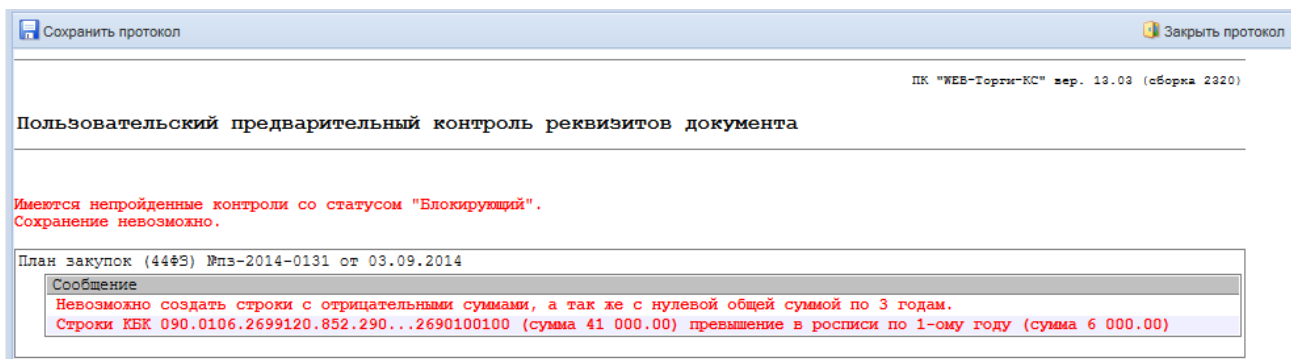 Сохранить протокол
Закрыть протокол
ПК "WEB-Торги-КС" вер. 13.03 (сборка 2320)
Пользовательский предварительный контроль реквизитов документа
Имеются непройденные контроли со статусом "Блокирующий".
Сохранение невозможно.
План закупок (44ФЗ) №пз-2014-0131 от 03.09.2014
Сообщение
Невозможно создать строки с отрицательными суммами, а так же с нулевой общей суммой по 3 годам.
Строки КБК 090.0106.2699120.852.290...2690100100 (сумма 41 000.00) превышение в росписи по 1-ому году (сумма 6 000.00)